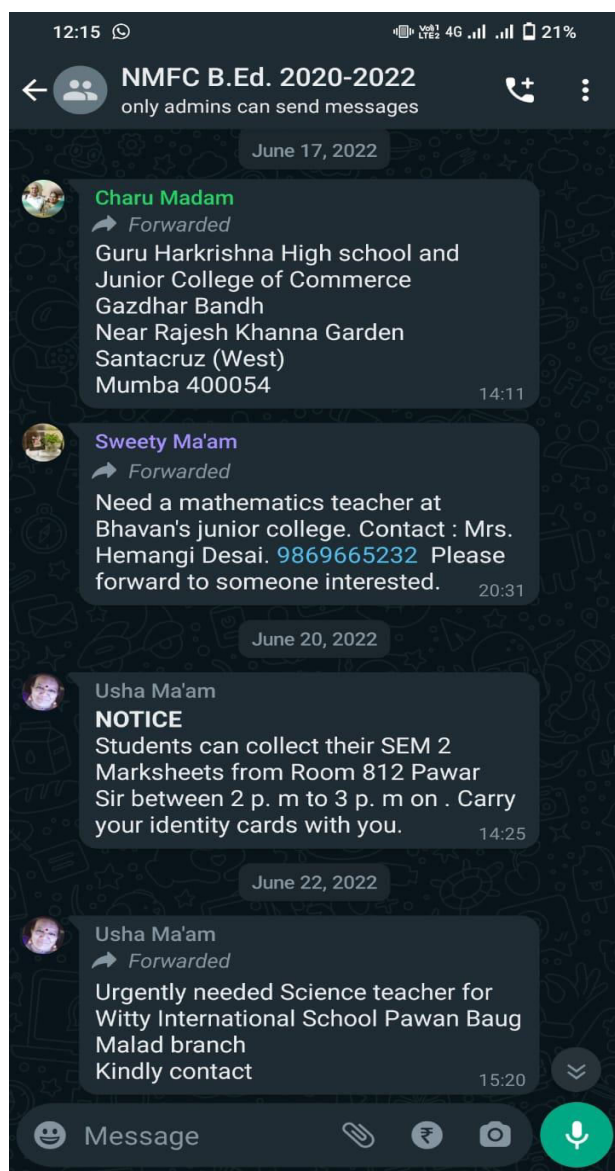 12:15
Vo1) LTE2 4G 21%
NMFC B.Ed. 2020-2022
only admins can send messages
June 17, 2022
Charu Madam
Forwarded
Guru Harkrishna High school and
Junior College of Commerce
Gazdhar Bandh
Near Rajesh Khanna Garden
Santacruz (West)
Mumba 400054
14:11
Sweety Ma'am
Forwarded
Need a mathematics teacher at
Bhavan's junior college. Contact : Mrs.
Hemangi Desai. 9869665232 Please
forward to someone interested.
20:31
June 20, 2022
Usha Ma'am
NOTICE
Students can collect their SEM 2
Marksheets from Room 812 Pawar
Sir between 2 p. m to 3 p. m on . Carry
your identity cards with you.
14:25
June 22, 2022
Usha Ma'am
Forwarded
Urgently needed Science teacher for
Witty International School Pawan Baug
Malad branch
Kindly contact
15:20
Message
₹